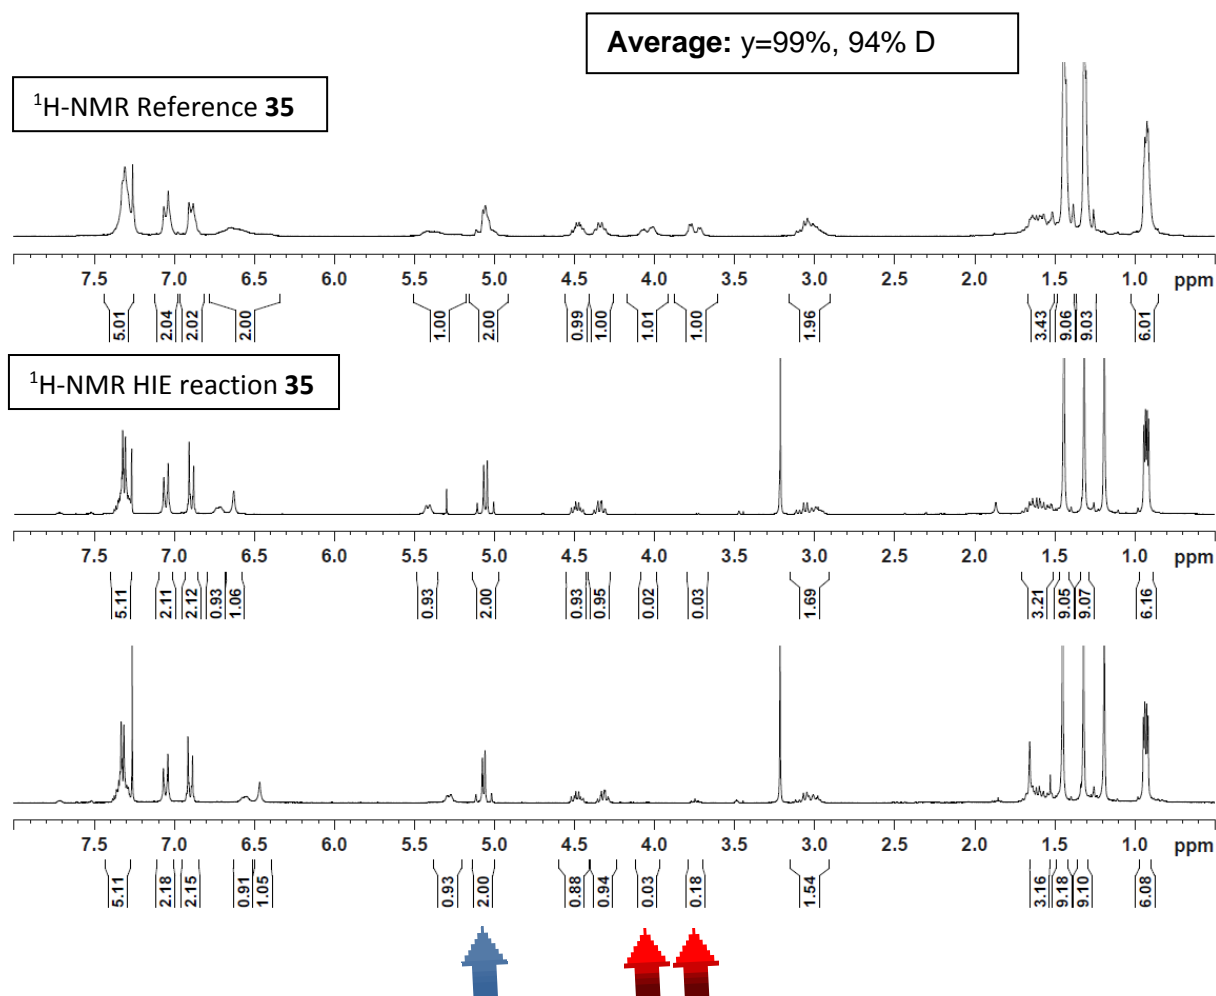 Average: y=99%, 94% D
¹H-NMR Reference 35
7.5 7.0 6.5 6.0 5.5 5.0 4.5 4.0 3.5 3.0 2.5 2.0 1.5 1.0 ppm
5.01 2.04 2.02 2.00 1.00 2.00 0.99 1.00 1.01 1.00 1.96 3.43 9.06 9.03 6.01
¹H-NMR HIE reaction 35
7.5 7.0 6.5 6.0 5.5 5.0 4.5 4.0 3.5 3.0 2.5 2.0 1.5 1.0 ppm
5.11 2.11 2.12 0.93 1.06 0.93 2.00 0.93 0.95 0.02 0.03 1.69 3.21 9.05 9.07 6.16
7.5 7.0 6.5 6.0 5.5 5.0 4.5 4.0 3.5 3.0 2.5 2.0 1.5 1.0 ppm
5.11 2.18 2.15 0.91 1.05 0.93 2.00 0.88 0.94 0.03 0.18 1.54 3.16 9.18 9.10 6.08